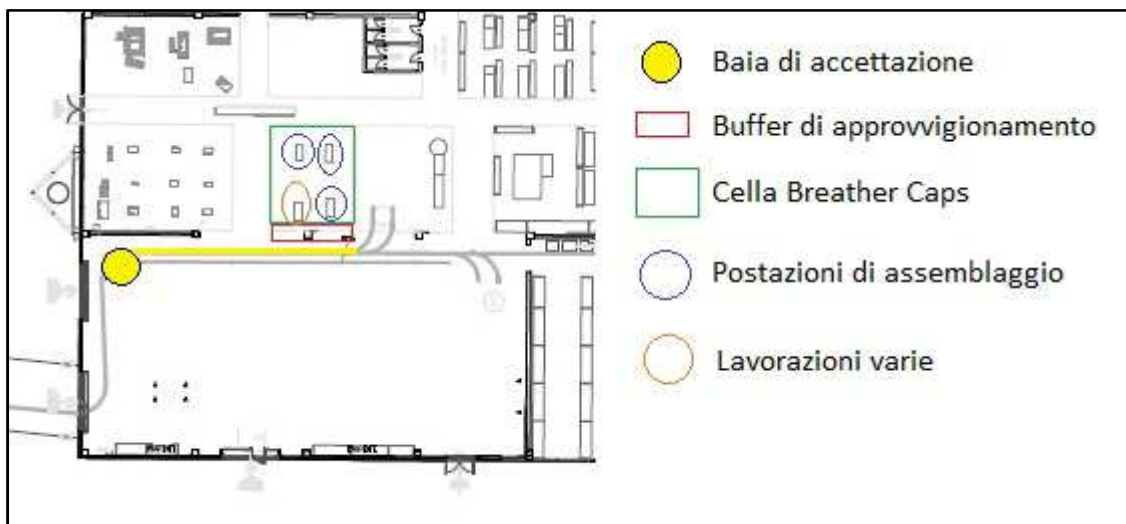 Baia di accettazione
Buffer di approvvigionamento
Cella Breather Caps
Postazioni di assemblaggio
Lavorazioni varie